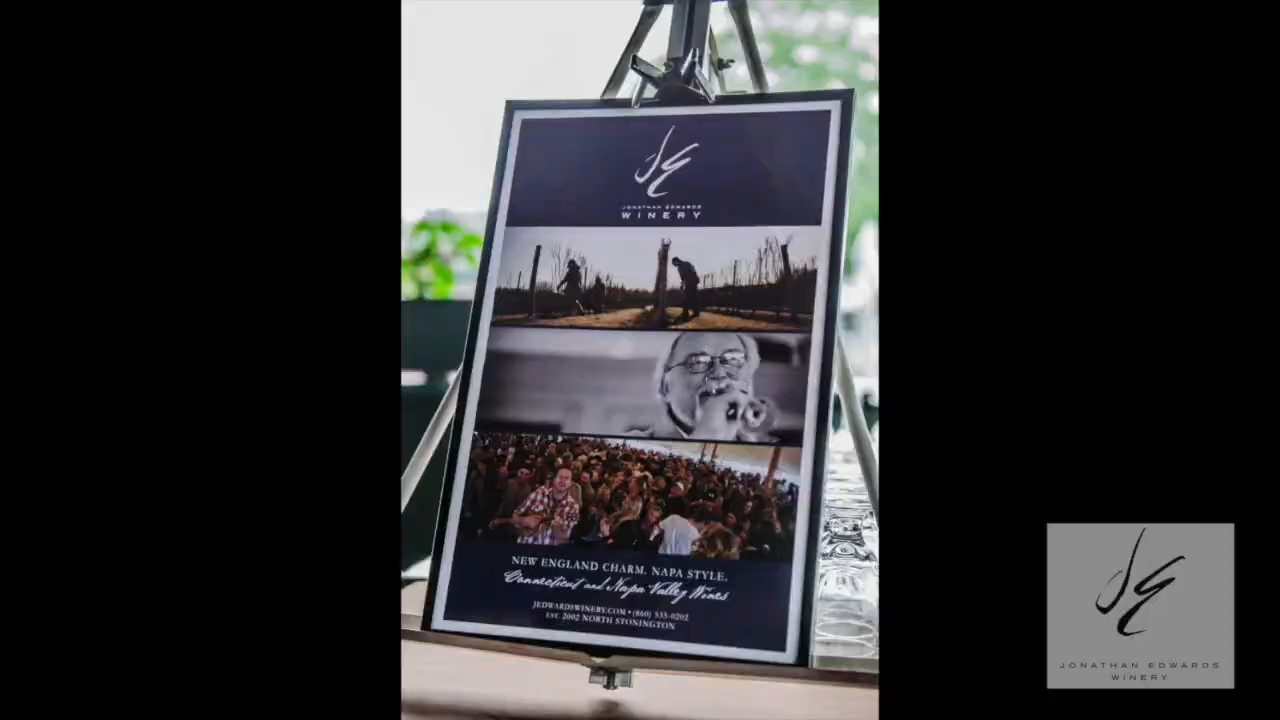 JE
JONATHAN EDWARDS
WINERY
NEW ENGLAND CHARM. NAPA STYLE.
Connecticut and Napa Valley Wines
JEDWARDSWINERY.COM • (860) 535-0202
EST. 2002 NORTH STONINGTON
JE
JONATHAN EDWARDS
WINERY